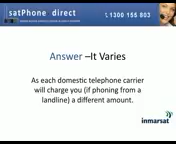 satPhone direct
1300 155 803
Answer –It Varies
As each domestic telephone carrier
will charge you (if phoning from a
landline) a different amount.
inmarsat